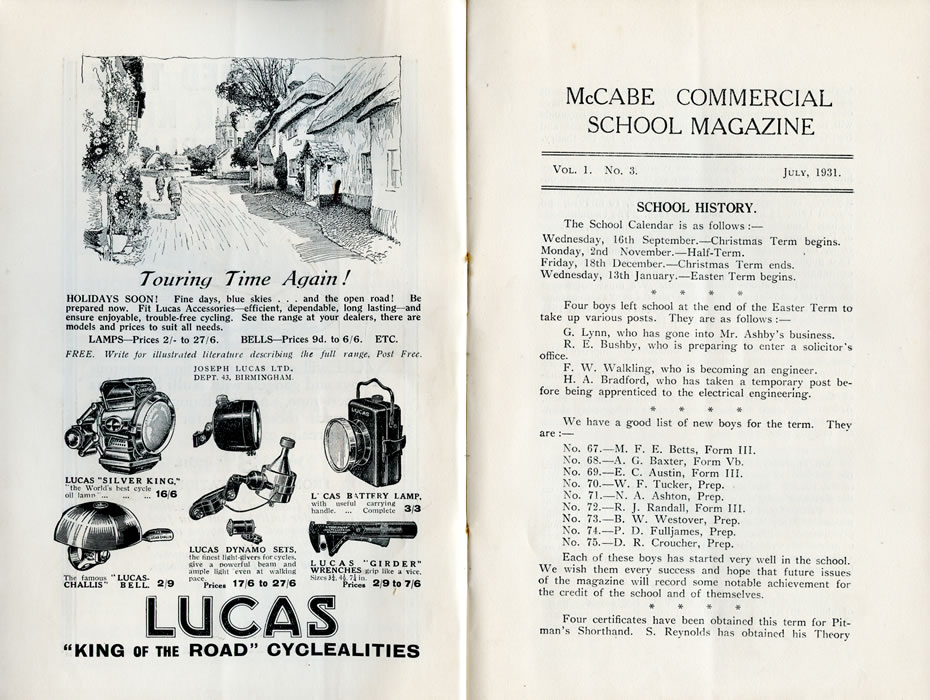 Touring Time Again!
HOLIDAYS SOON! Fine days, blue skies . . . and the open road! Be
prepared now. Fit Lucas Accessories—efficient, dependable, long lasting—and
ensure enjoyable, trouble-free cycling. See the range at your dealers, there are
models and prices to suit all needs.
LAMPS—Prices 2/- to 27/6. BELLS—Prices 9d. to 6/6. ETC.
FREE. Write for illustrated literature describing the full range, Post Free.
JOSEPH LUCAS LTD.,
DEPT. 43, BIRMINGHAM.
LUCAS "SILVER KING,"
"the World's best cycle
oil lamp" ... ... ... 16/6
LUCAS
L CAS BATTERY LAMP,
with useful carrying
handle. ... Complete 3/3
The famous "LUCAS-
CHALLIS" BELL. 2/9
LUCAS DYNAMO SETS,
the finest light-givers for cycles,
give a powerful beam and
ample light even at walking
pace.
Prices 17/6 to 27/6
LUCAS "GIRDER"
WRENCHES grip like a vice.
Sizes 3½, 4½, 7¼ in.
Prices 2/9 to 7/6
LUCAS
"KING OF THE ROAD" CYCLEALITIES
McCABE COMMERCIAL
SCHOOL MAGAZINE
VOL. 1. NO. 3. JULY, 1931.
SCHOOL HISTORY.
The School Calendar is as follows :—
Wednesday, 16th September.—Christmas Term begins.
Monday, 2nd November.—Half-Term.
Friday, 18th December.—Christmas Term ends.
Wednesday, 13th January.—Easter Term begins.
* * * *
Four boys left school at the end of the Easter Term to
take up various posts. They are as follows :—
G. Lynn, who has gone into Mr. Ashby's business.
R. E. Bushby, who is preparing to enter a solicitor's
office.
F. W. Walkling, who is becoming an engineer.
H. A. Bradford, who has taken a temporary post be-
fore being apprenticed to the electrical engineering.
* * * *
We have a good list of new boys for the term. They
are :—
No. 67—M. F. E. Betts, Form III.
No. 68—A. G. Baxter, Form Vb.
No. 69—E. C. Austin, Form III.
No. 70—W. F. Tucker, Prep.
No. 71—N. A. Ashton, Prep.
No. 72—R. J. Randall, Form III.
No. 73—B. W. Westover, Prep.
No. 74—P. D. Fulljames, Prep.
No. 75—D. R. Croucher, Prep.
Each of these boys has started very well in the school.
We wish them every success and hope that future issues
of the magazine will record some notable achievement for
the credit of the school and of themselves.
* * * *
Four certificates have been obtained this term for Pit-
man's Shorthand. S. Reynolds has obtained his Theory